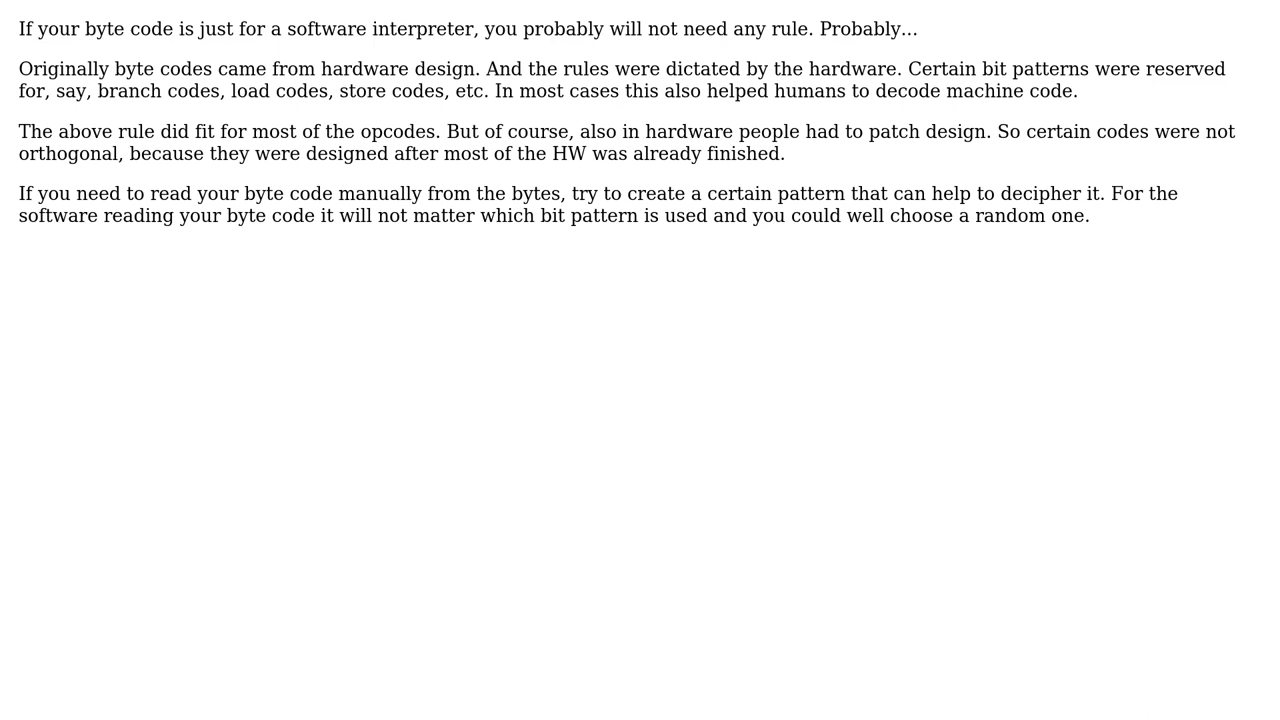 If your byte code is just for a software interpreter, you probably will not need any rule. Probably...
Originally byte codes came from hardware design. And the rules were dictated by the hardware. Certain bit patterns were reserved
for, say, branch codes, load codes, store codes, etc. In most cases this also helped humans to decode machine code.
The above rule did fit for most of the opcodes. But of course, also in hardware people had to patch design. So certain codes were not
orthogonal, because they were designed after most of the HW was already finished.
If you need to read your byte code manually from the bytes, try to create a certain pattern that can help to decipher it. For the
software reading your byte code it will not matter which bit pattern is used and you could well choose a random one.